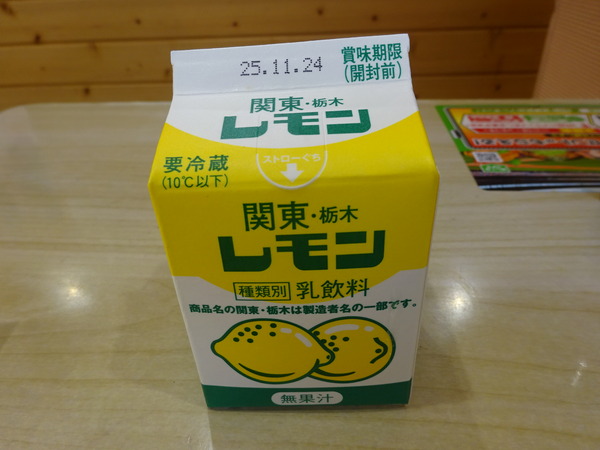 25.11.24
賞味期限
(開封前)
関東・栃木
レモン
要冷蔵
(10℃以下)
ストローぐち
関東・栃木
レモン
種類別 乳飲料
商品名の関東・栃木は製造者名の一部です。
無果汁